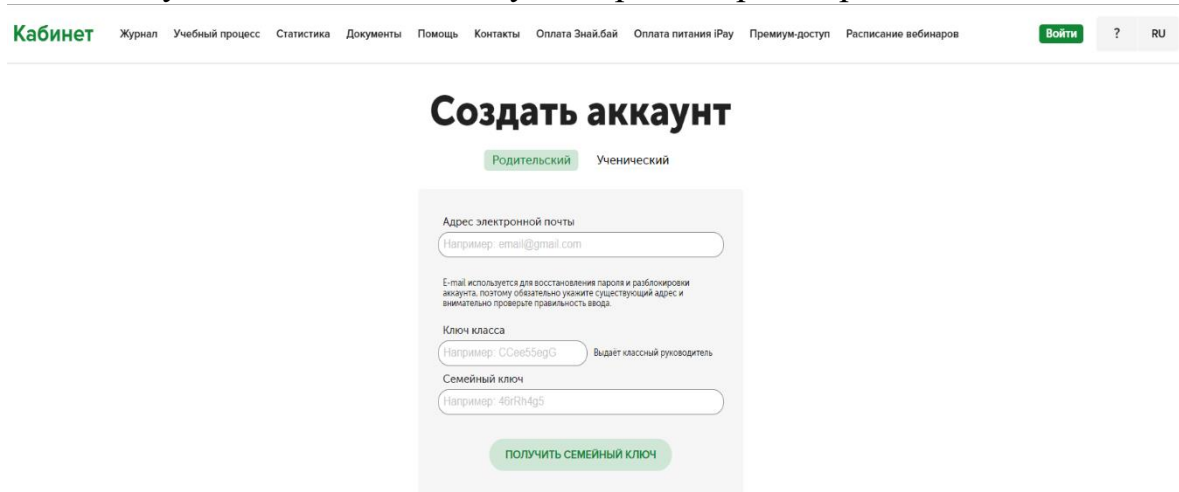 Кабинет Журнал Учебный процесс Статистика Документы Помощь Контакты Оплата Знай.бай Оплата питания iPay Премиум-доступ Расписание вебинаров Войти ? RU
Создать аккаунт
Родительский Ученический
Адрес электронной почты
Например: email@gmail.com
E-mail используется для восстановления пароля и разблокировки
аккаунта, поэтому обязательно укажите существующий адрес и
внимательно проверьте правильность ввода.
Ключ класса
Например: CCee55egG Выдаёт классный руководитель
Семейный ключ
Например: 46rRh4g5
ПОЛУЧИТЬ СЕМЕЙНЫЙ КЛЮЧ